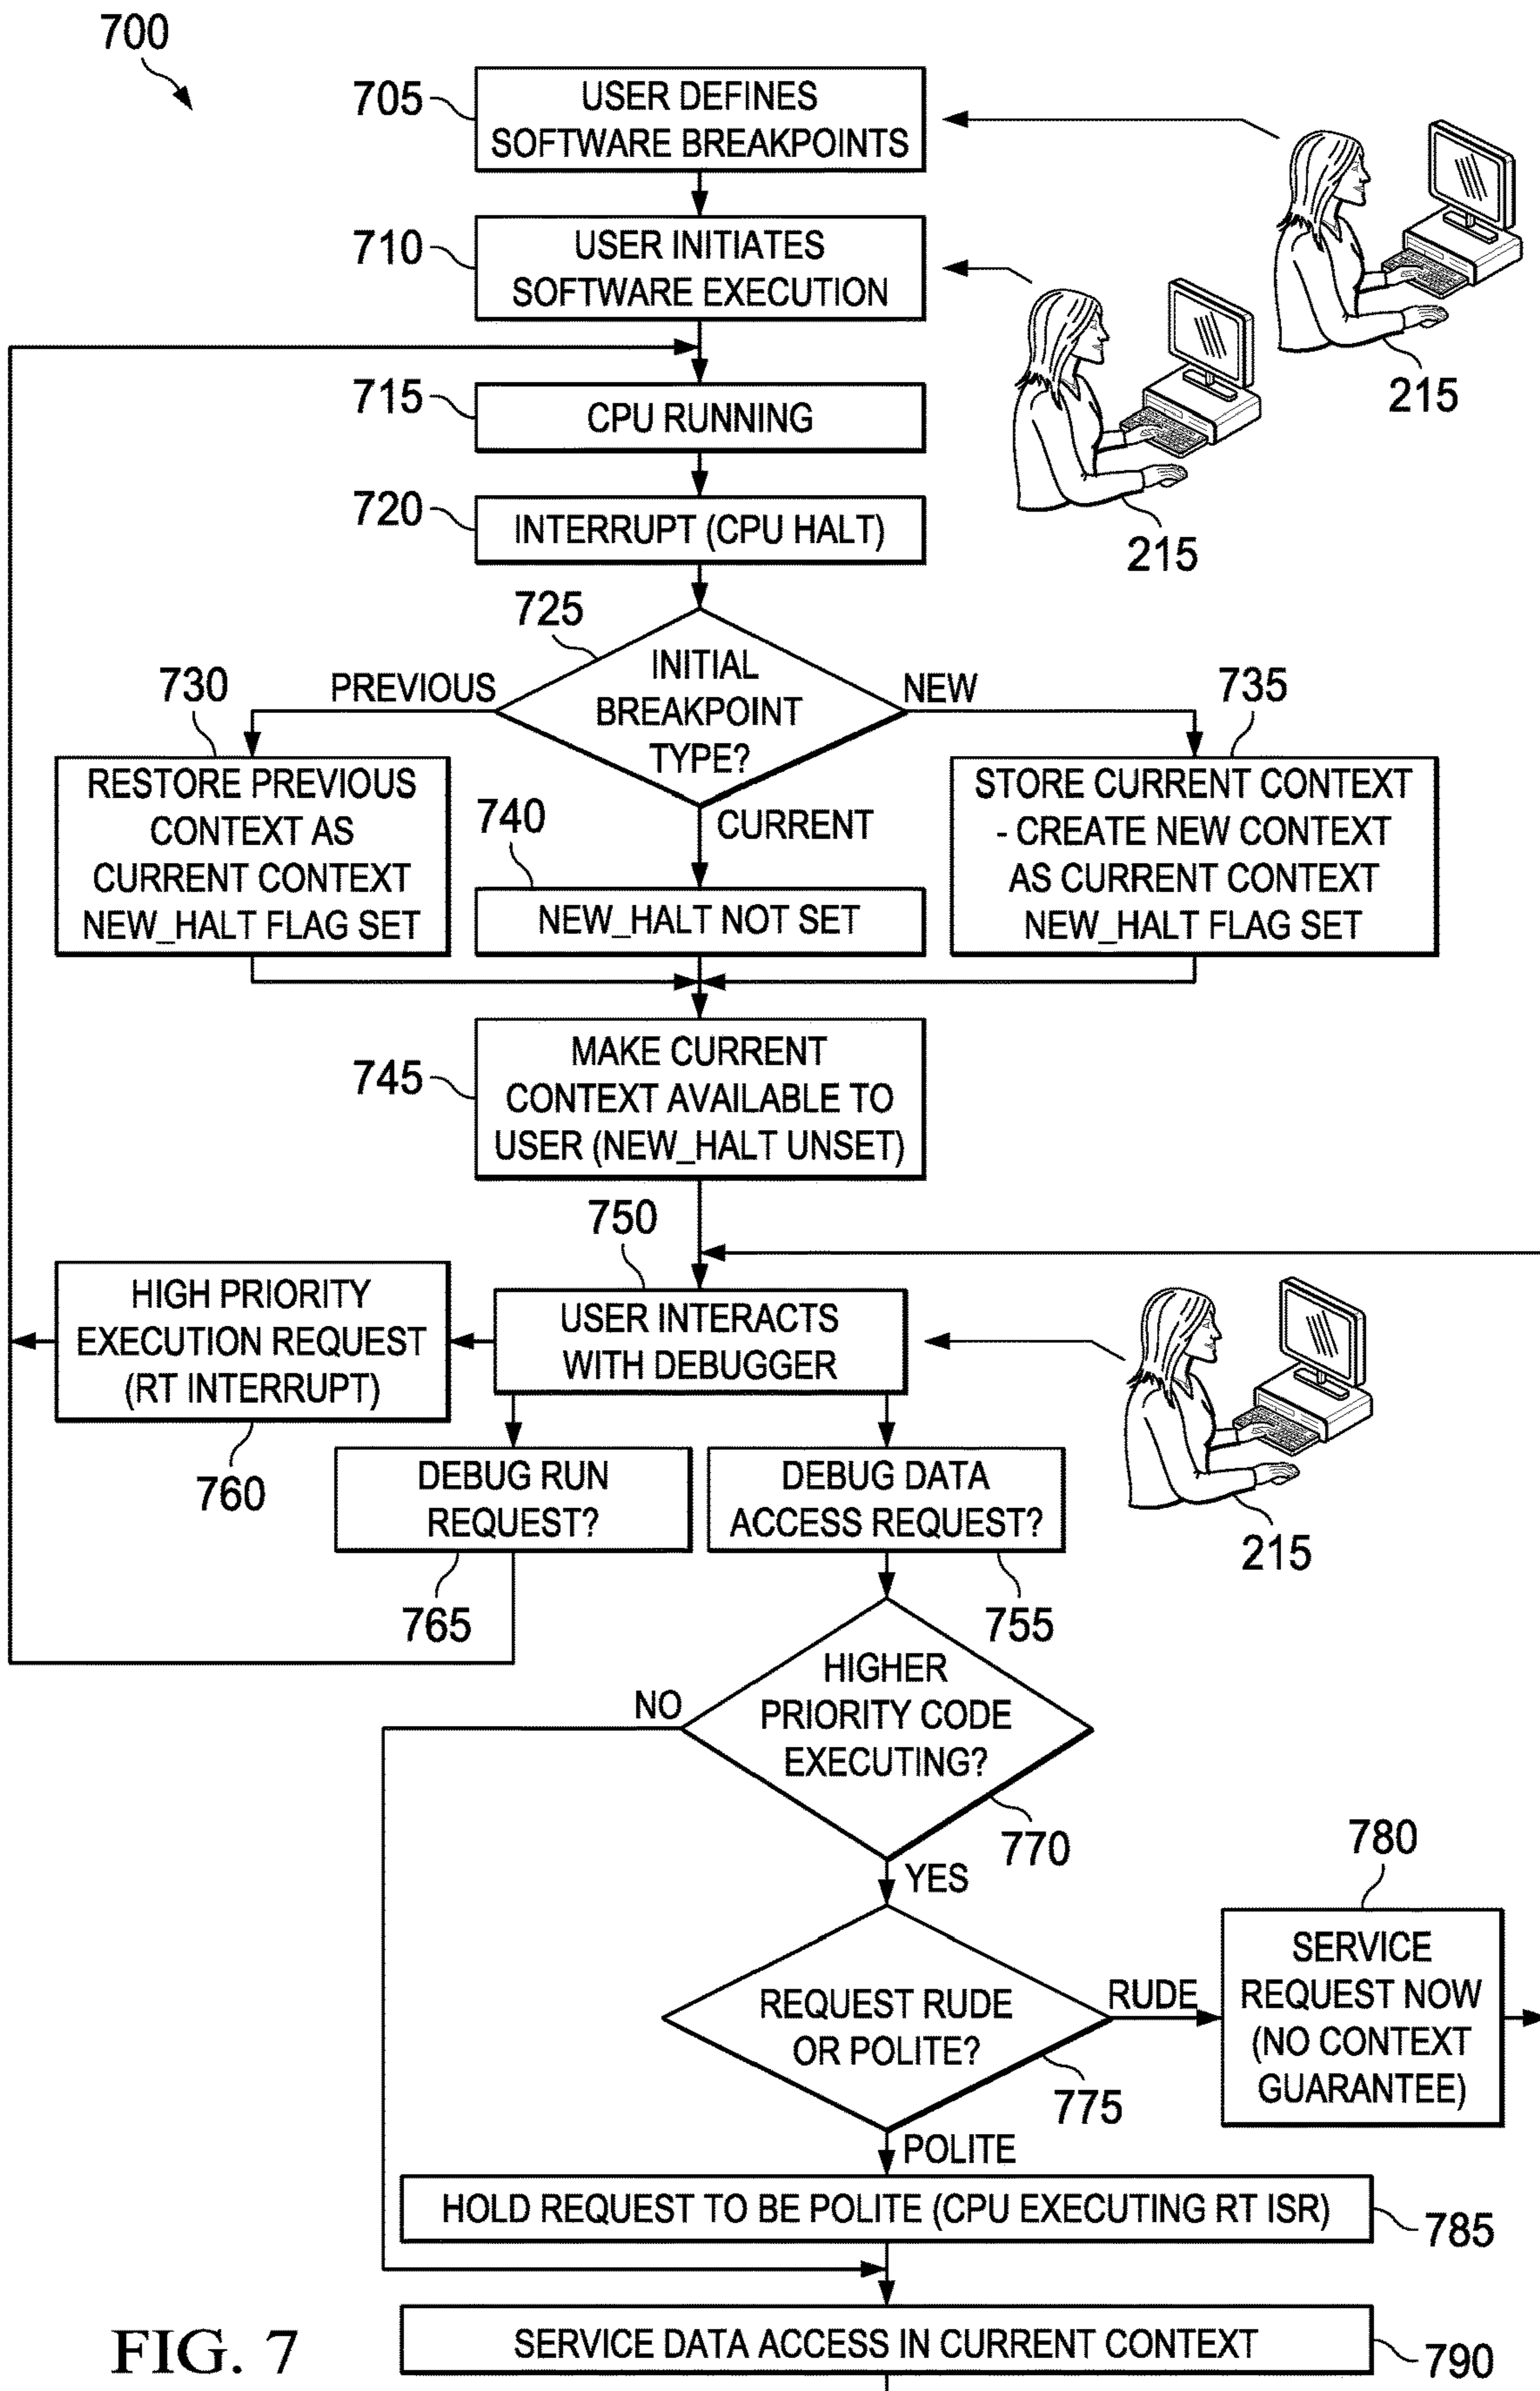 700
705
USER DEFINES
SOFTWARE BREAKPOINTS
710
USER INITIATES
SOFTWARE EXECUTION
215
715
CPU RUNNING
720
INTERRUPT (CPU HALT)
215
725
INITIAL
BREAKPOINT
TYPE?
PREVIOUS
NEW
CURRENT
730
RESTORE PREVIOUS
CONTEXT AS
CURRENT CONTEXT
NEW_HALT FLAG SET
740
NEW_HALT NOT SET
735
STORE CURRENT CONTEXT
- CREATE NEW CONTEXT
AS CURRENT CONTEXT
NEW_HALT FLAG SET
745
MAKE CURRENT
CONTEXT AVAILABLE TO
USER (NEW_HALT UNSET)
750
USER INTERACTS
WITH DEBUGGER
HIGH PRIORITY
EXECUTION REQUEST
(RT INTERRUPT)
760
DEBUG RUN
REQUEST?
765
DEBUG DATA
ACCESS REQUEST?
755
215
HIGHER
PRIORITY CODE
EXECUTING?
770
NO
YES
REQUEST RUDE
OR POLITE?
775
RUDE
780
SERVICE
REQUEST NOW
(NO CONTEXT
GUARANTEE)
POLITE
HOLD REQUEST TO BE POLITE (CPU EXECUTING RT ISR)
785
SERVICE DATA ACCESS IN CURRENT CONTEXT
790
FIG. 7